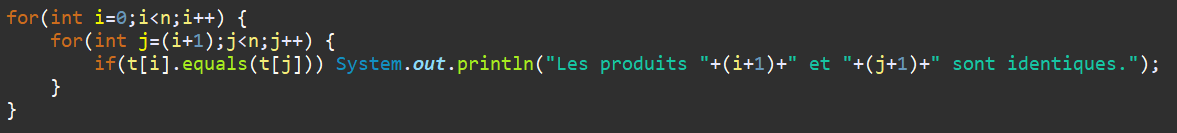 for(int i=0;i<n;i++) {
    for(int j=(i+1);j<n;j++) {
        if(t[i].equals(t[j])) System.out.println("Les produits "+(i+1)+" et "+(j+1)+" sont identiques.");
    }
}